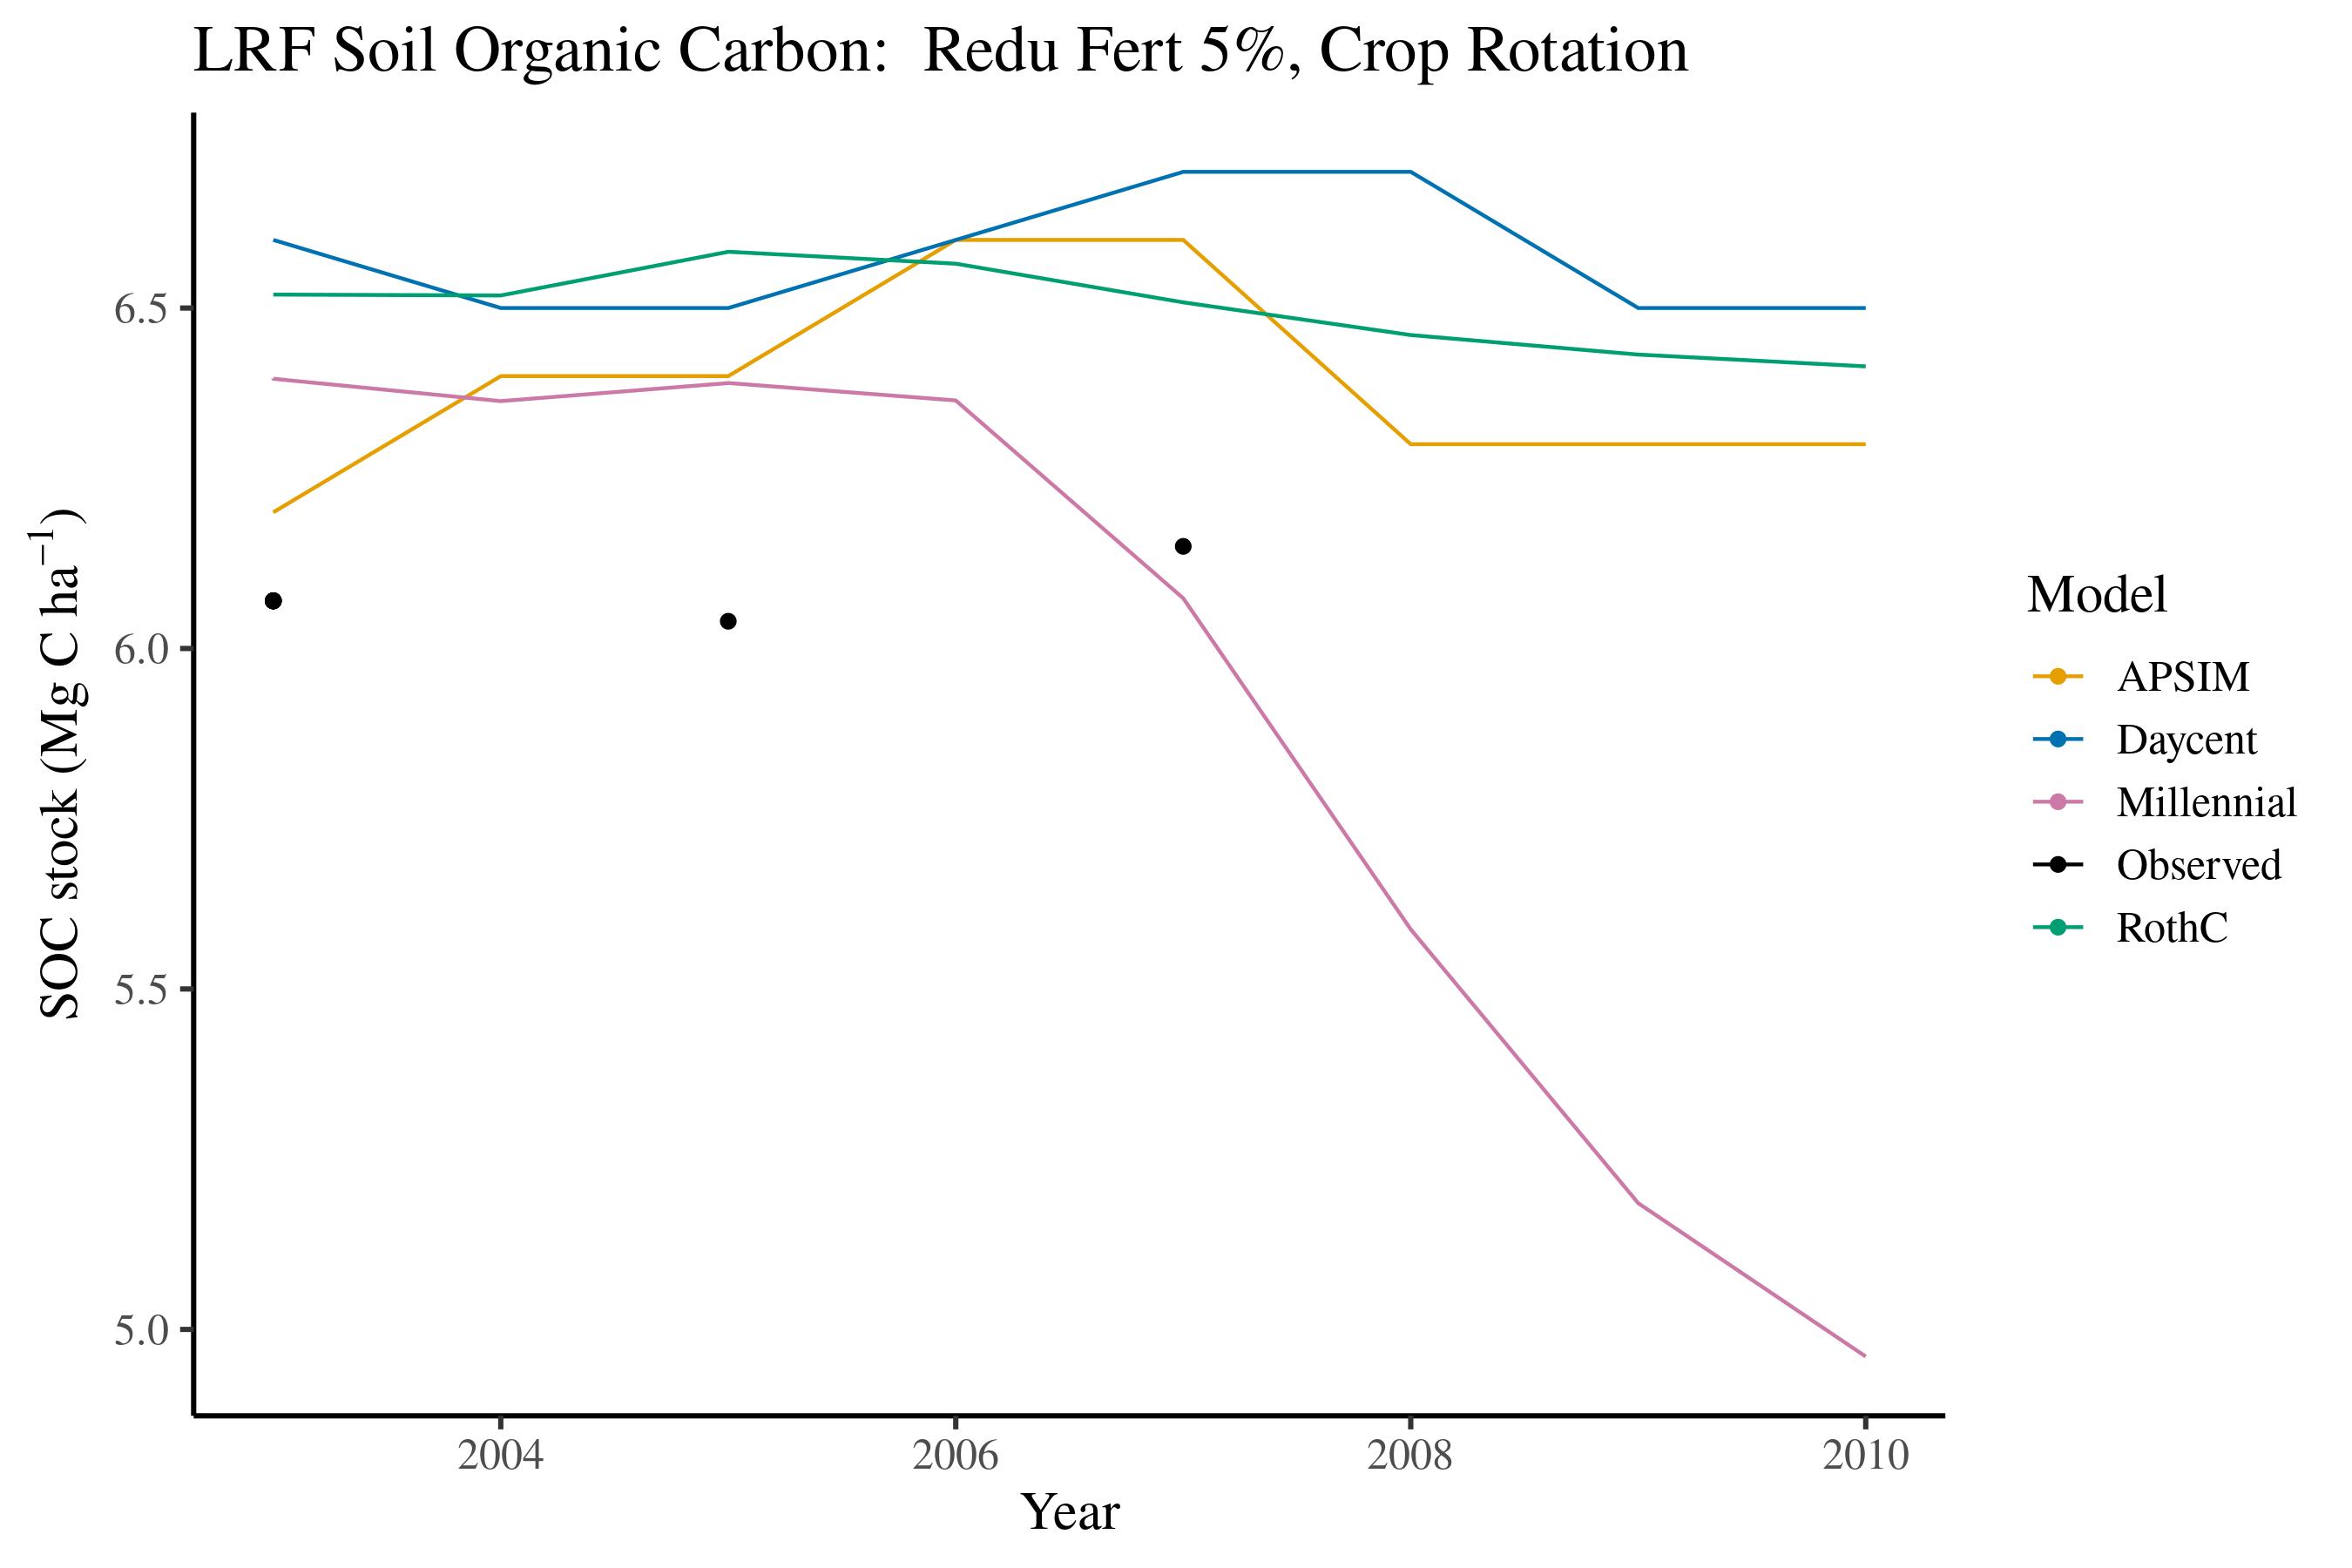 LRF Soil Organic Carbon:  Redu Fert 5%, Crop Rotation
SOC stock (Mg C ha⁻¹)
6.5
6.0
5.5
5.0
2004
2006
2008
2010
Year
Model
APSIM
Daycent
Millennial
Observed
RothC